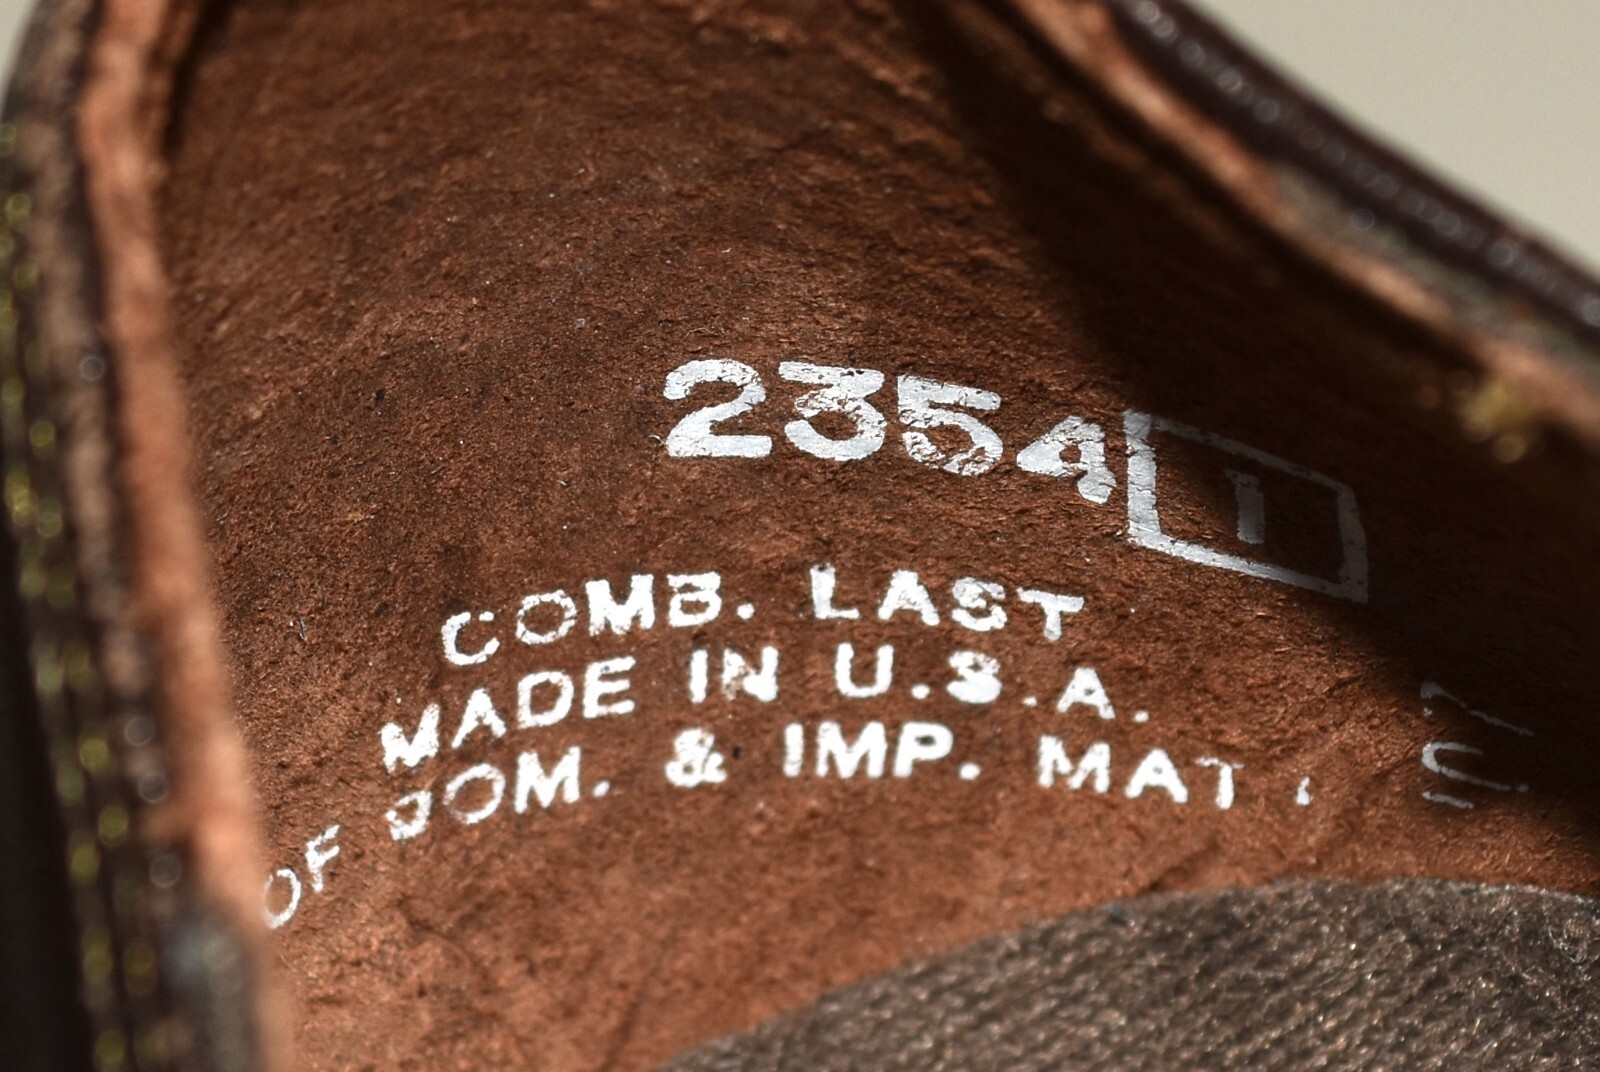 2354 1
COMB. LAST
MADE IN U.S.A.
OF DOM. & IMP. MAT.